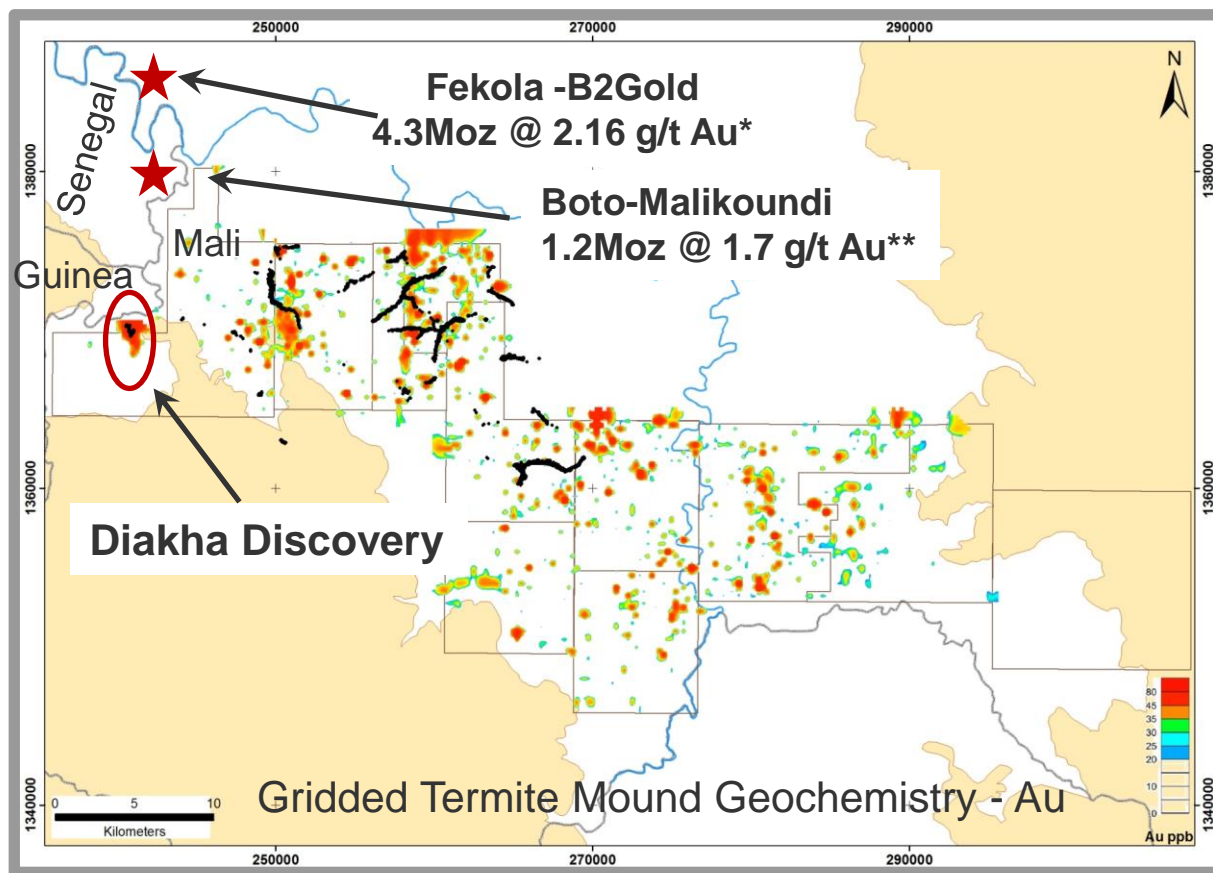 250000
270000
290000
N
Fekola -B2Gold
4.3Moz @ 2.16 g/t Au*
Senegal
1380000
1380000
Boto-Malikoundi
1.2Moz @ 1.7 g/t Au**
Mali
Guinea
1360000
1360000
Diakha Discovery
80
45
35
30
25
20
10
0
Au ppb
0 5 10
Kilometers
Gridded Termite Mound Geochemistry - Au
1340000
1340000
250000
270000
290000